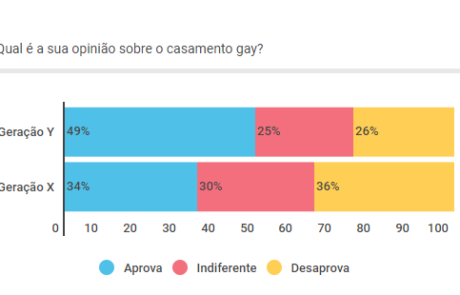 Qual é a sua opinião sobre o casamento gay?
Geração Y 49% 25% 26%
Geração X 34% 30% 36%
0 10 20 30 40 50 60 70 80 90 100
Aprova Indiferente Desaprova